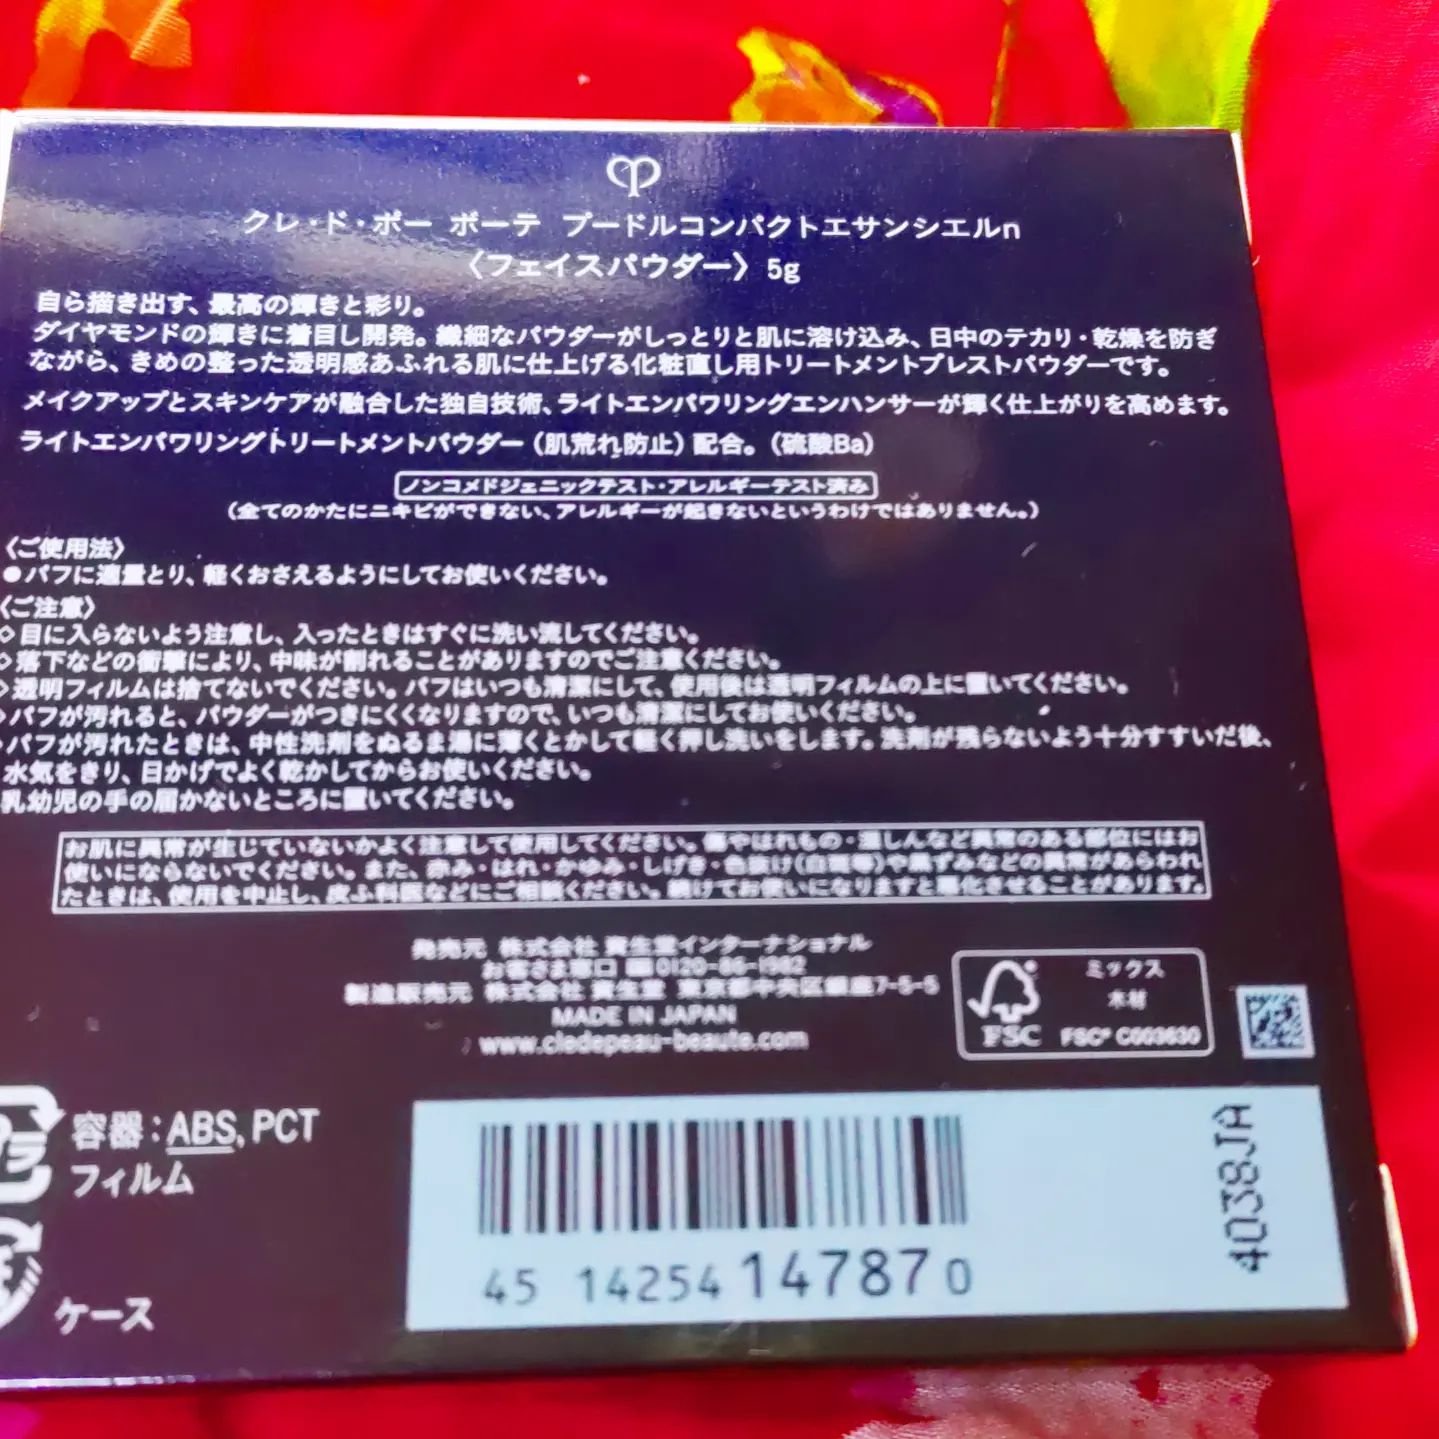 クレ・ド・ポー ボーテ プードルコンパクトエサンシエルn
〈フェイスパウダー〉5g
自ら描き出す、最高の輝きと彩り。
ダイヤモンドの輝きに着目し開発。繊細なパウダーがしっとりと肌に溶け込み、日中のテカリ・乾燥を防ぎ
ながら、きめの整った透明感あふれる肌に仕上げる化粧直し用トリートメントプレストパウダーです。
メイクアップとスキンケアが融合した独自技術、ライトエンパワリングエンハンサーが輝く仕上がりを高めます。
ライトエンパワリングトリートメントパウダー（肌荒れ防止）配合。（硫酸Ba）
ノンコメドジェニックテスト・アレルギーテスト済み
（全てのかたにニキビができない、アレルギーが起きないというわけではありません。）
〈ご使用法〉
●パフに適量とり、軽くおさえるようにしてお使いください。
〈ご注意〉
◇目に入らないよう注意し、入ったときはすぐに洗い流してください。
◇落下などの衝撃により、中味が割れることがありますのでご注意ください。
◇透明フィルムは捨てないでください。パフはいつも清潔にして、使用後は透明フィルムの上に置いてください。
◇パフが汚れると、パウダーがつきにくくなりますので、いつも清潔にしてお使いください。
◇パフが汚れたときは、中性洗剤をぬるま湯に薄くとかして軽く押し洗いをします。洗剤が残らないよう十分すすいだ後、
水気をきり、日かげでよく乾かしてからお使いください。
乳幼児の手の届かないところに置いてください。
お肌に異常が生じていないかよく注意して使用してください。傷やはれもの・湿しんなど異常のある部位にはお
使いにならないでください。また、赤み・はれ・かゆみ・しげき・色抜け（白斑等）や黒ずみなどの異常があらわれ
たときは、使用を中止し、皮ふ科医などにご相談ください。続けてお使いになりますと悪化させることがあります。
発売元 株式会社 資生堂インターナショナル
お客さま窓口 0120-86-1982
製造販売元 株式会社 資生堂 東京都中央区銀座7-5-5
MADE IN JAPAN
www.cledepeau-beaute.com
FSC
ミックス
木材
FSC® C003630
容器：ABS, PCT
フィルム
ケース
45 14254 14787 0
4038JA